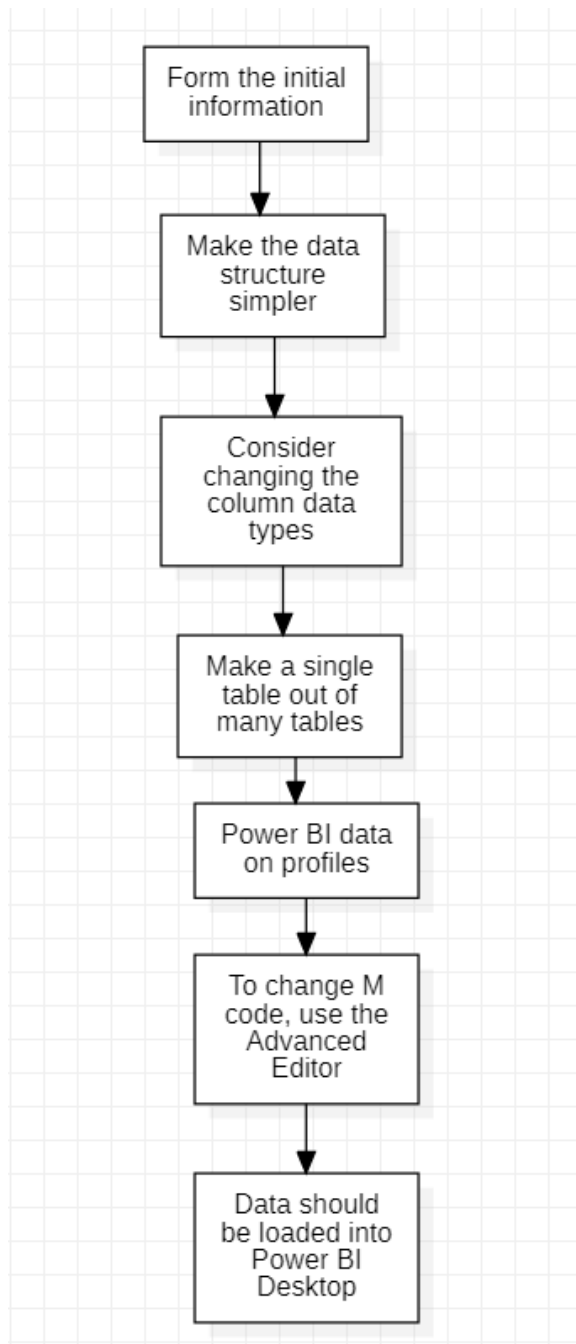 Form the initial
information
Make the data
structure
simpler
Consider
changing the
column data
types
Make a single
table out of
many tables
Power BI data
on profiles
To change M
code, use the
Advanced
Editor
Data should
be loaded into
Power BI
Desktop